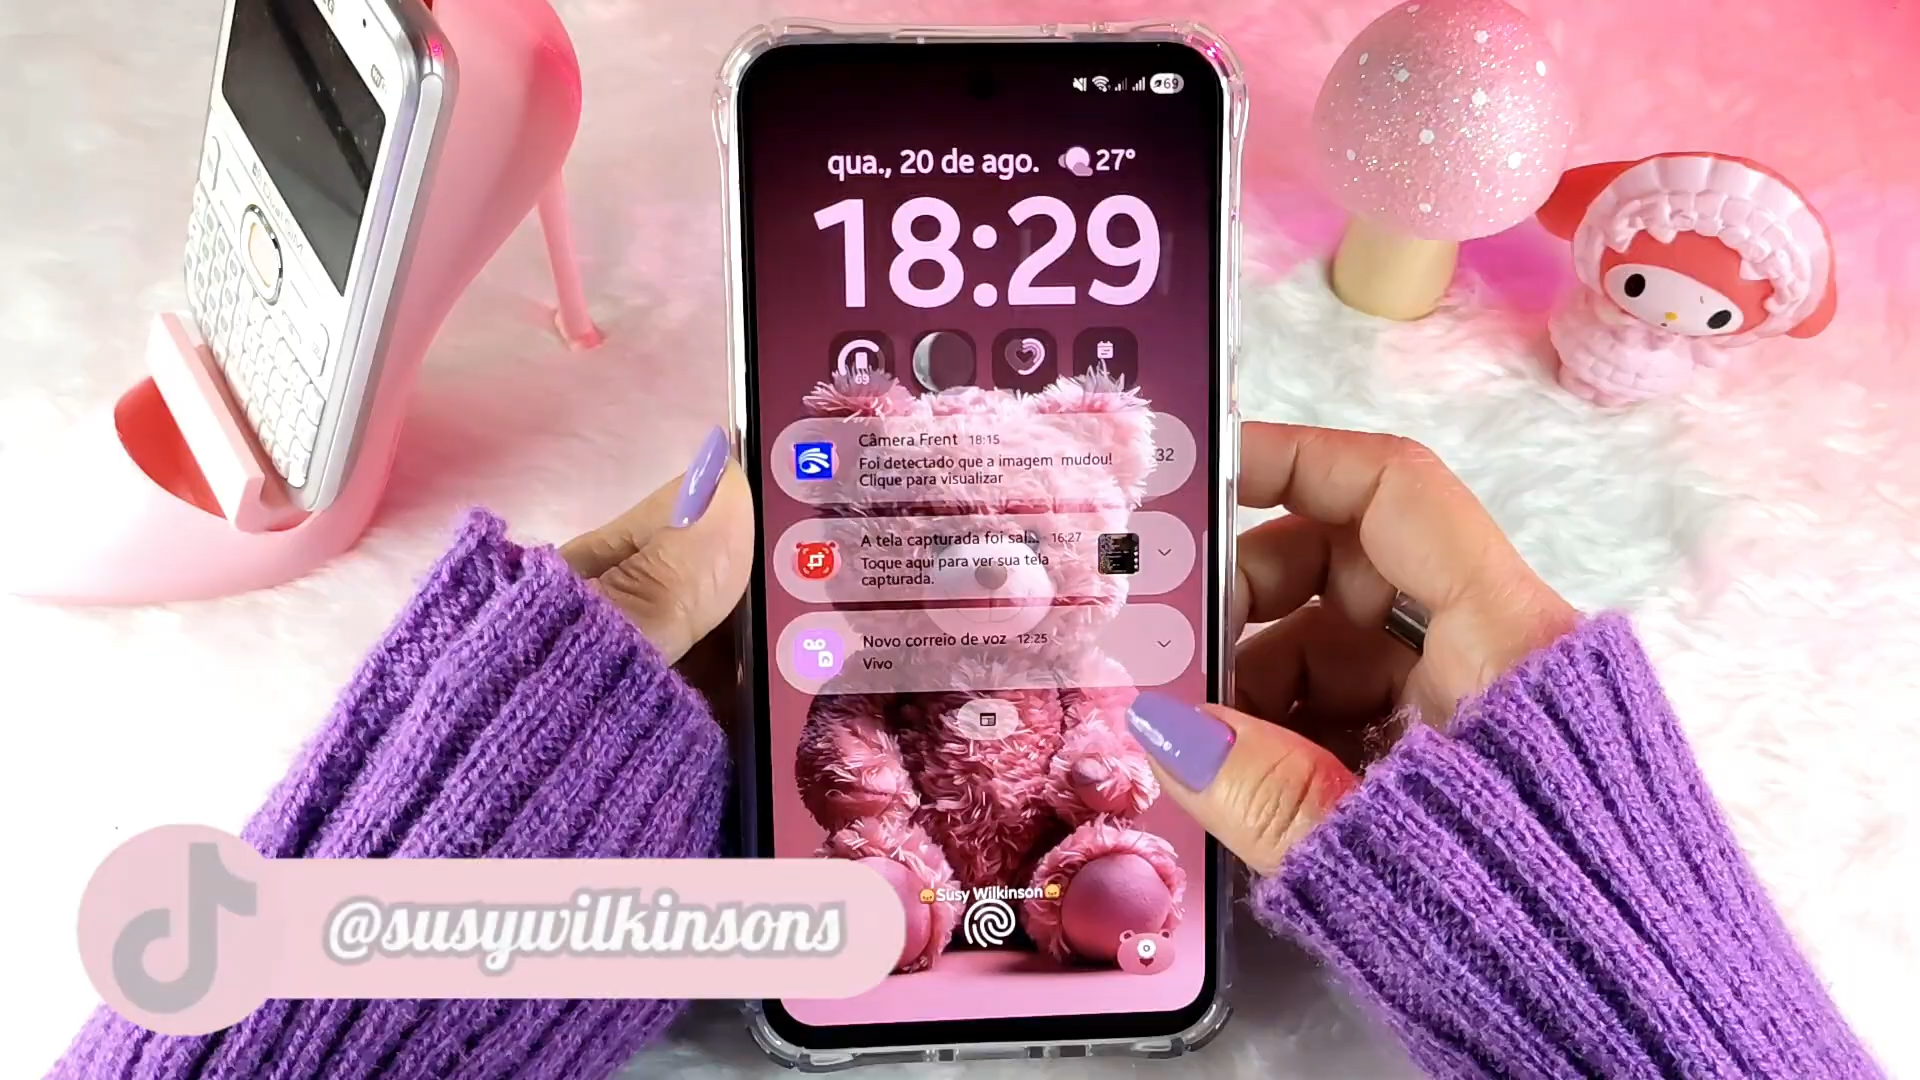 69
qua., 20 de ago. 27°
18:29
69
Câmera Frent 18:15
Foi detectado que a imagem mudou!
Clique para visualizar
32
A tela capturada foi sal... 16:27
Toque aqui para ver sua tela
capturada.
Novo correio de voz 12:25
Vivo
Susy Wilkinson
@susywilkinsons